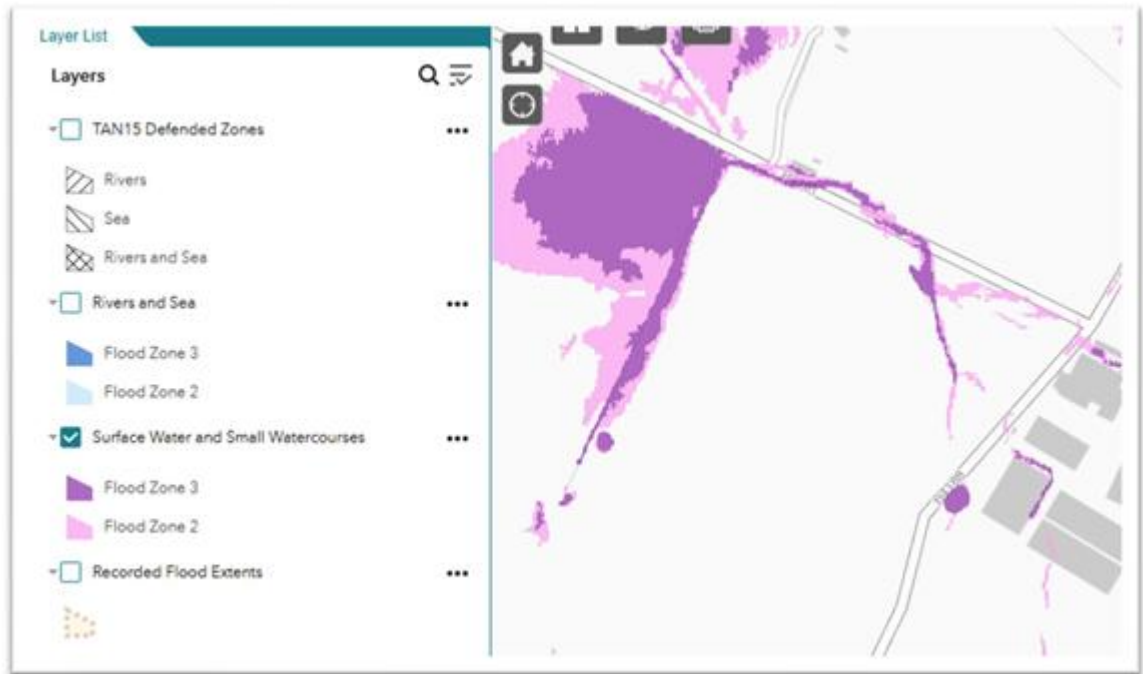 Layer List
Layers
TAN15 Defended Zones
Rivers
Sea
Rivers and Sea
Rivers and Sea
Flood Zone 3
Flood Zone 2
Surface Water and Small Watercourses
Flood Zone 3
Flood Zone 2
Recorded Flood Extents